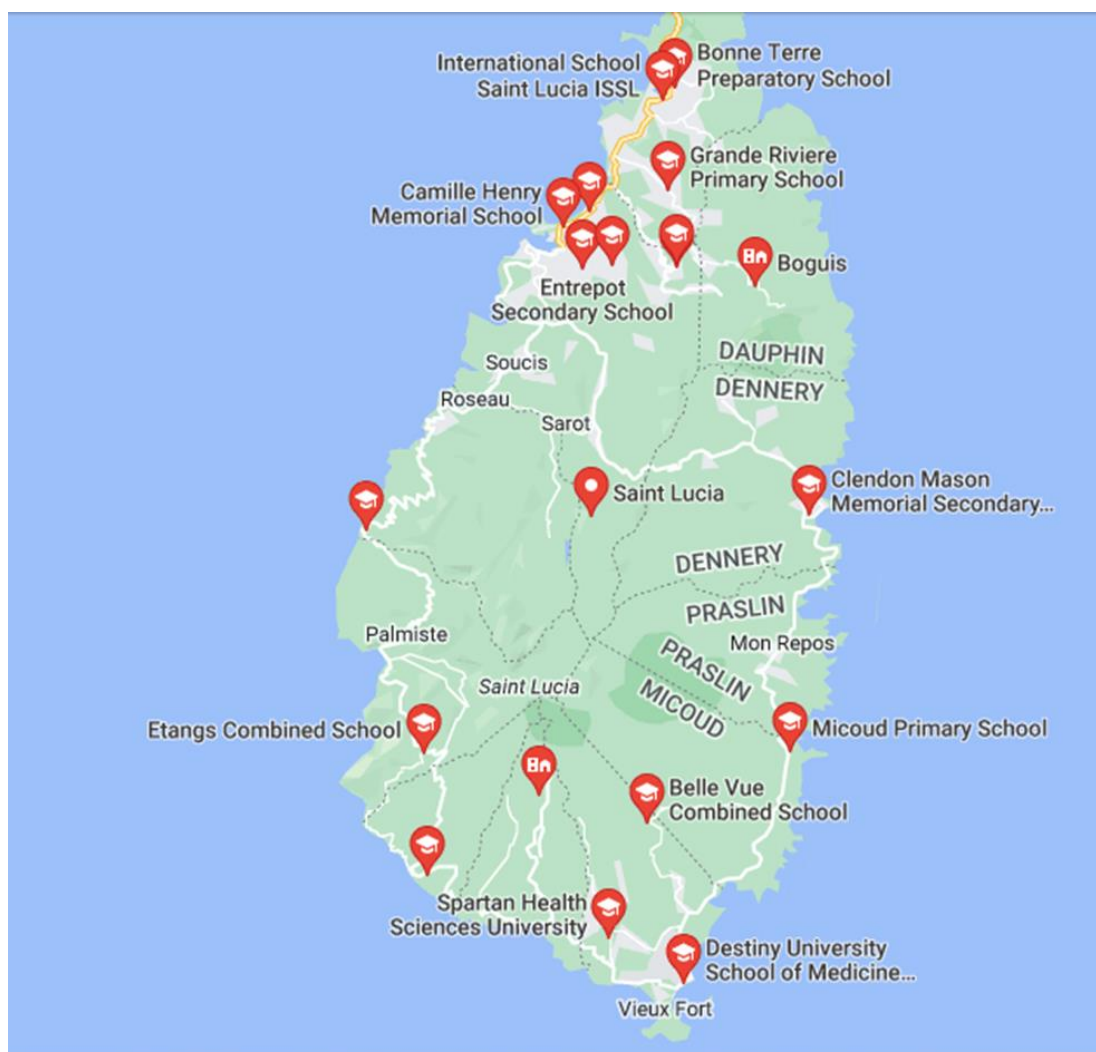 International School
Saint Lucia ISSL
Bonne Terre
Preparatory School
Grande Riviere
Primary School
Camille Henry
Memorial School
Boguis
Entrepot
Secondary School
DAUPHIN
DENNERY
Soucis
Roseau
Sarot
Saint Lucia
Clendon Mason
Memorial Secondary...
DENNERY
PRASLIN
Palmiste
Mon Repos
PRASLIN
MICOUD
Saint Lucia
Etangs Combined School
Micoud Primary School
Belle Vue
Combined School
Spartan Health
Sciences University
Destiny University
School of Medicine...
Vieux Fort